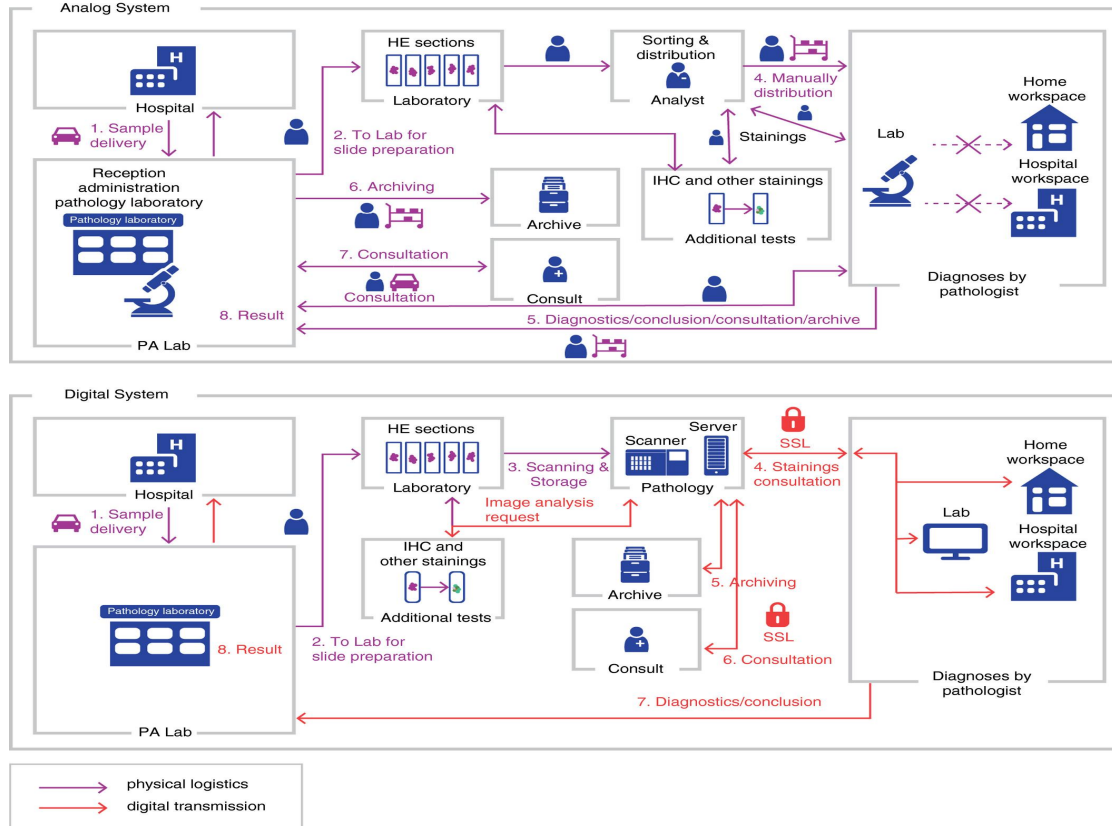 Analog System
H
Hospital
1. Sample
delivery
Reception
administration
pathology laboratory
Pathology laboratory
8. Result
PA Lab
2. To Lab for
slide preparation
HE sections
Laboratory
Sorting &
distribution
Analyst
4. Manually
distribution
Stainings
IHC and other stainings
Additional tests
6. Archiving
Archive
7. Consultation
Consultation
Consult
5. Diagnostics/conclusion/consultation/archive
Lab
Home
workspace
Hospital
workspace
H
Diagnoses by
pathologist
Digital System
H
Hospital
1. Sample
delivery
Pathology laboratory
8. Result
PA Lab
2. To Lab for
slide preparation
HE sections
Laboratory
3. Scanning &
Storage
Image analysis
request
IHC and
other stainings
Additional tests
Server
Scanner
Pathology
SSL
4. Stainings
consultation
Archive
5. Archiving
SSL
Consult
6. Consultation
7. Diagnostics/conclusion
Lab
Home
workspace
Hospital
workspace
H
Diagnoses by
pathologist
physical logistics
digital transmission